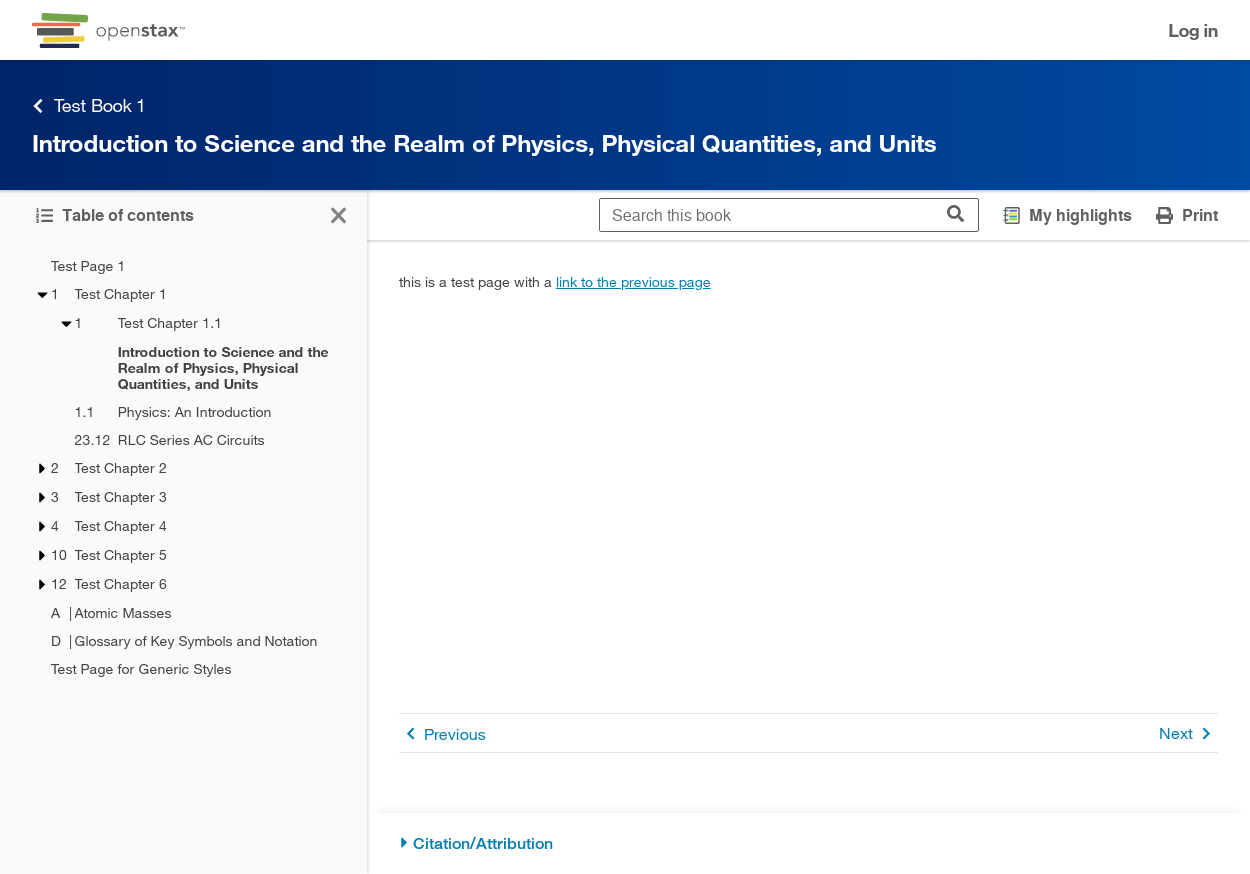 openstax™
Log in
Test Book 1
Introduction to Science and the Realm of Physics, Physical Quantities, and Units
Table of contents
Search this book
My highlights
Print
Test Page 1
1 Test Chapter 1
1 Test Chapter 1.1
Introduction to Science and the
Realm of Physics, Physical
Quantities, and Units
1.1 Physics: An Introduction
23.12 RLC Series AC Circuits
2 Test Chapter 2
3 Test Chapter 3
4 Test Chapter 4
10 Test Chapter 5
12 Test Chapter 6
A | Atomic Masses
D | Glossary of Key Symbols and Notation
Test Page for Generic Styles
this is a test page with a link to the previous page
Previous
Next
Citation/Attribution